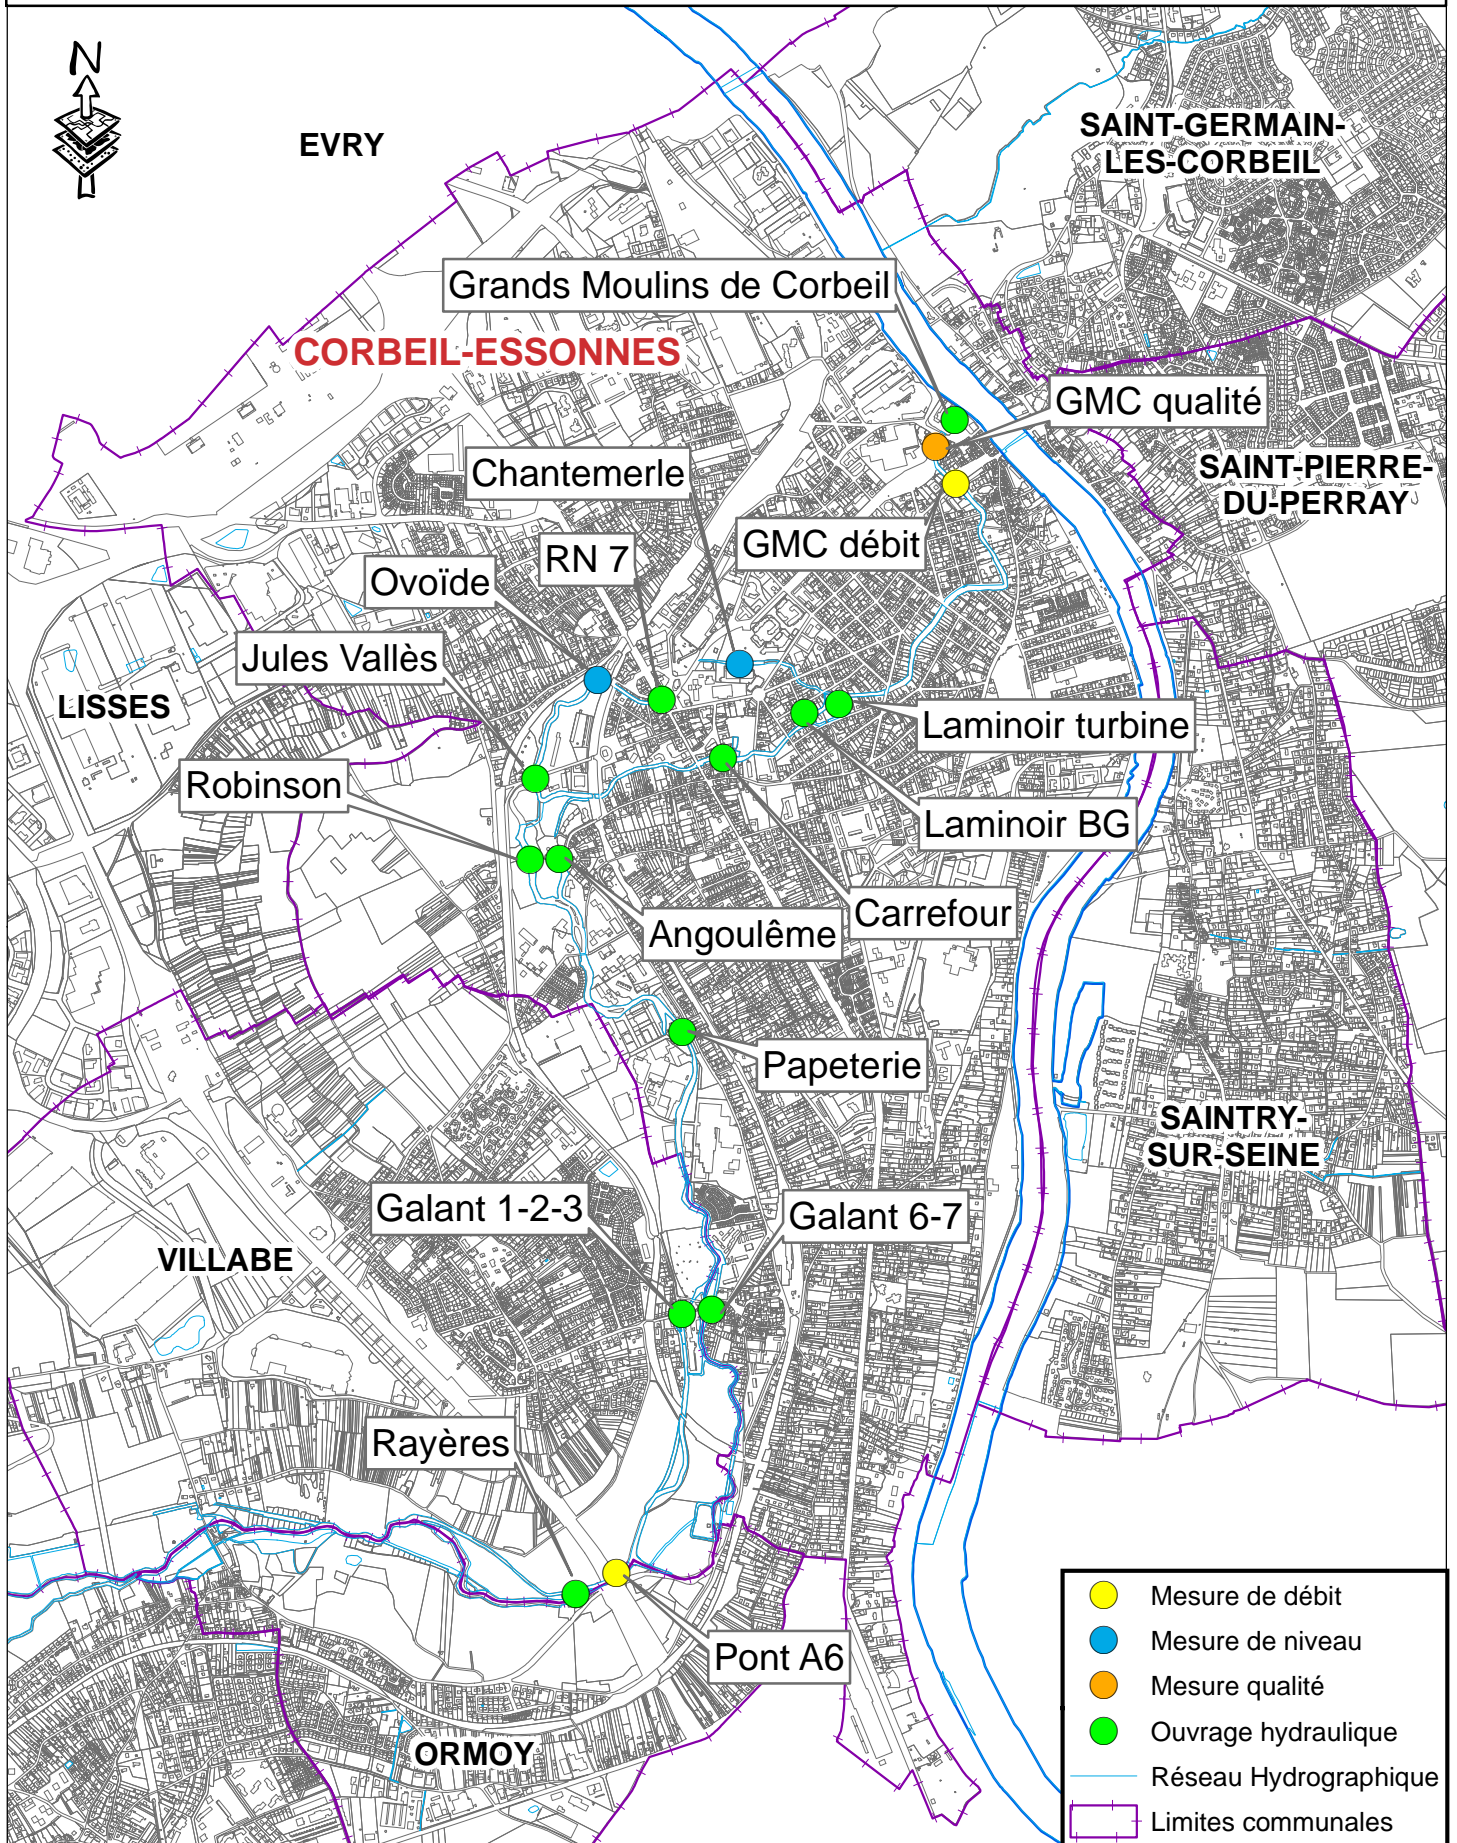 N
EVRY
SAINT-GERMAIN-
LES-CORBEIL
Grands Moulins de Corbeil
CORBEIL-ESSONNES
GMC qualité
Chantemerle
SAINT-PIERRE-
DU-PERRAY
GMC débit
RN 7
Ovoïde
Jules Vallès
LISSES
Laminoir turbine
Robinson
Laminoir BG
Carrefour
Angoulême
Papeterie
SAINTRY-
SUR-SEINE
Galant 1-2-3
Galant 6-7
VILLABE
Rayères
Pont A6
ORMOY
Mesure de débit
Mesure de niveau
Mesure qualité
Ouvrage hydraulique
Réseau Hydrographique
Limites communales